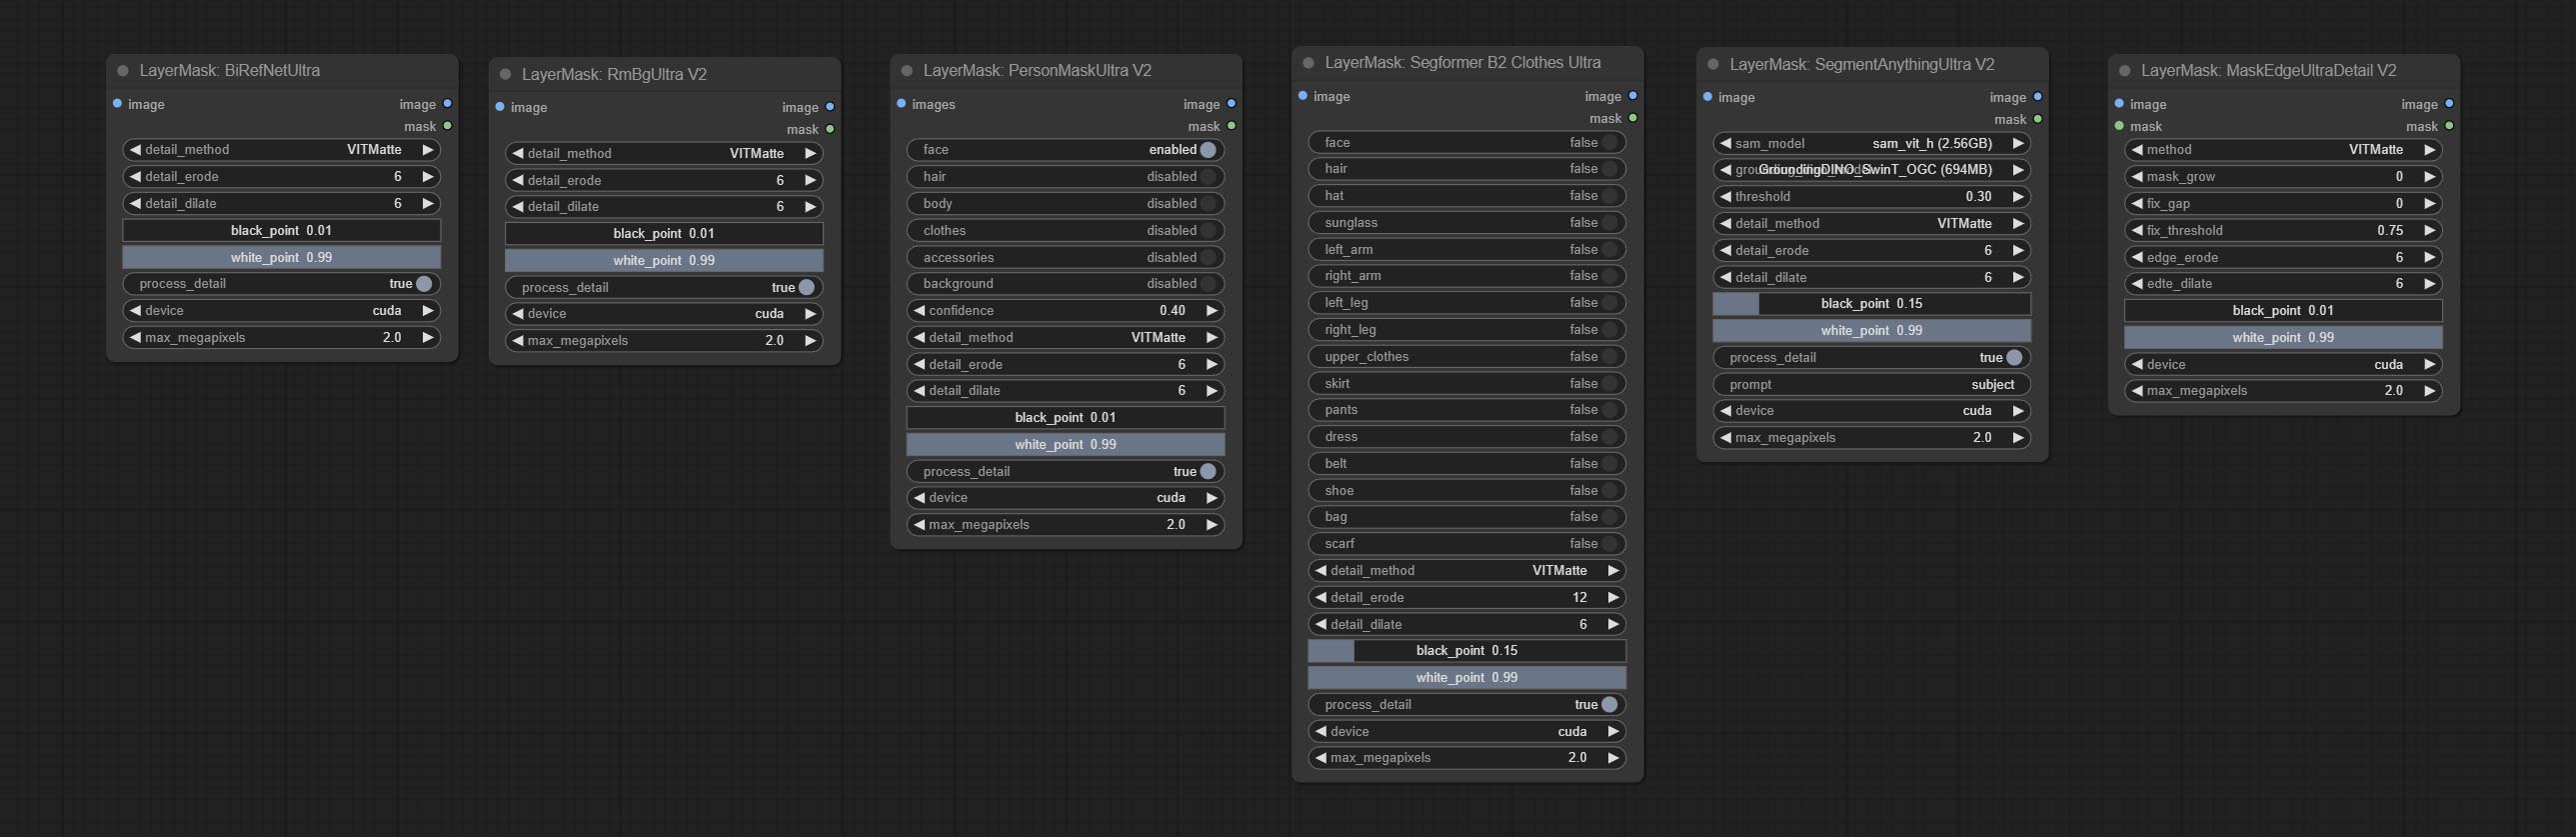 LayerMask: BiRefNetUltra
image image
mask
detail_method VITMatte
detail_erode 6
detail_dilate 6
black_point 0.01
white_point 0.99
process_detail true
device cuda
max_megapixels 2.0
LayerMask: RmBgUltra V2
image image
mask
detail_method VITMatte
detail_erode 6
detail_dilate 6
black_point 0.01
white_point 0.99
process_detail true
device cuda
max_megapixels 2.0
LayerMask: PersonMaskUltra V2
images image
mask
face enabled
hair disabled
body disabled
clothes disabled
accessories disabled
background disabled
confidence 0.40
detail_method VITMatte
detail_erode 6
detail_dilate 6
black_point 0.01
white_point 0.99
process_detail true
device cuda
max_megapixels 2.0
LayerMask: Segformer B2 Clothes Ultra
image image
mask
face false
hair false
hat false
sunglass false
left_arm false
right_arm false
left_leg false
right_leg false
upper_clothes false
skirt false
pants false
dress false
belt false
shoe false
bag false
scarf false
detail_method VITMatte
detail_erode 12
detail_dilate 6
black_point 0.15
white_point 0.99
process_detail true
device cuda
max_megapixels 2.0
LayerMask: SegmentAnythingUltra V2
image image
mask
sam_model sam_vit_h (2.56GB)
GroundingDINO_SwinT_OGC (694MB)
threshold 0.30
detail_method VITMatte
detail_erode 6
detail_dilate 6
black_point 0.15
white_point 0.99
process_detail true
prompt subject
device cuda
max_megapixels 2.0
LayerMask: MaskEdgeUltraDetail V2
image image
mask mask
method VITMatte
mask_grow 0
fix_gap 0
fix_threshold 0.75
edge_erode 6
edte_dilate 6
black_point 0.01
white_point 0.99
device cuda
max_megapixels 2.0